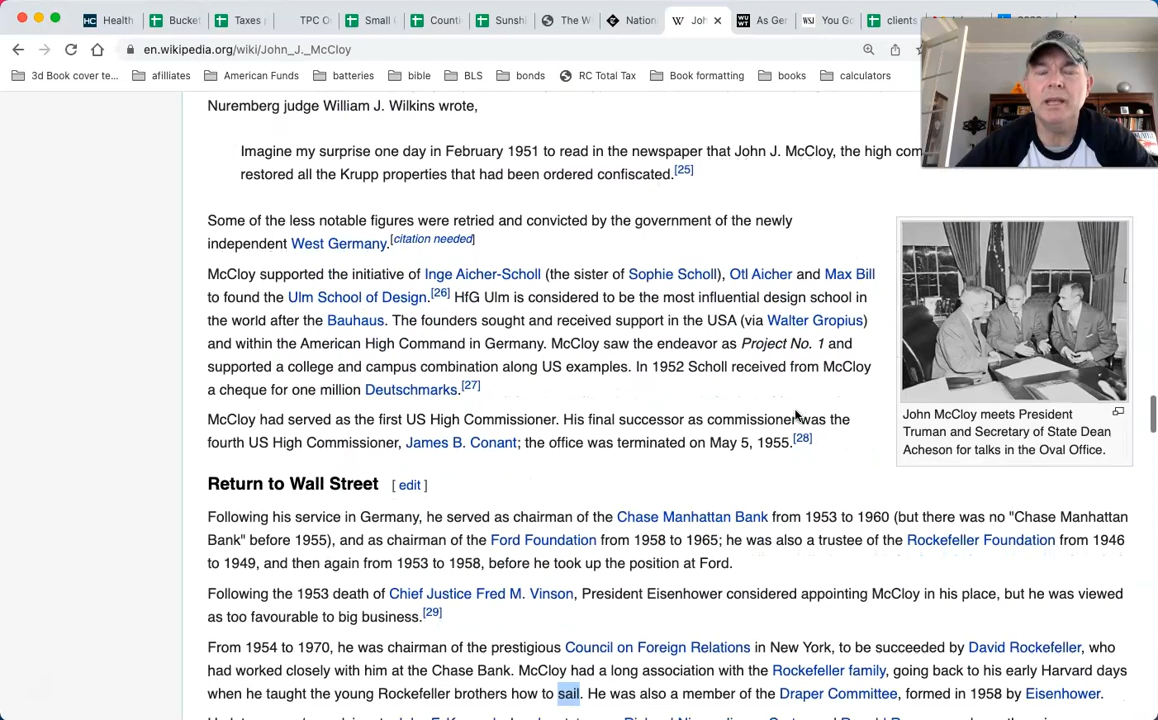 Health
Bucket
Taxes
TPC O
Small
Counti
Sunshi
The W
Nation
Joh
As Ger
You G
clients
en.wikipedia.org/wiki/John_J._McCloy
3d Book cover te...
afilliates
American Funds
batteries
bible
BLS
bonds
RC Total Tax
Book formatting
books
calculators
Nuremberg judge William J. Wilkins wrote,
Imagine my surprise one day in February 1951 to read in the newspaper that John J. McCloy, the high com
restored all the Krupp properties that had been ordered confiscated.[25]
Some of the less notable figures were retried and convicted by the government of the newly
independent West Germany.[citation needed]
McCloy supported the initiative of Inge Aicher-Scholl (the sister of Sophie Scholl), Otl Aicher and Max Bill
to found the Ulm School of Design.[26] HfG Ulm is considered to be the most influential design school in
the world after the Bauhaus. The founders sought and received support in the USA (via Walter Gropius)
and within the American High Command in Germany. McCloy saw the endeavor as Project No. 1 and
supported a college and campus combination along US examples. In 1952 Scholl received from McCloy
a cheque for one million Deutschmarks.[27]
McCloy had served as the first US High Commissioner. His final successor as commissioner was the
fourth US High Commissioner, James B. Conant; the office was terminated on May 5, 1955.[28]
John McCloy meets President
Truman and Secretary of State Dean
Acheson for talks in the Oval Office.
Return to Wall Street [ edit ]
Following his service in Germany, he served as chairman of the Chase Manhattan Bank from 1953 to 1960 (but there was no "Chase Manhattan
Bank" before 1955), and as chairman of the Ford Foundation from 1958 to 1965; he was also a trustee of the Rockefeller Foundation from 1946
to 1949, and then again from 1953 to 1958, before he took up the position at Ford.
Following the 1953 death of Chief Justice Fred M. Vinson, President Eisenhower considered appointing McCloy in his place, but he was viewed
as too favourable to big business.[29]
From 1954 to 1970, he was chairman of the prestigious Council on Foreign Relations in New York, to be succeeded by David Rockefeller, who
had worked closely with him at the Chase Bank. McCloy had a long association with the Rockefeller family, going back to his early Harvard days
when he taught the young Rockefeller brothers how to sail. He was also a member of the Draper Committee, formed in 1958 by Eisenhower.